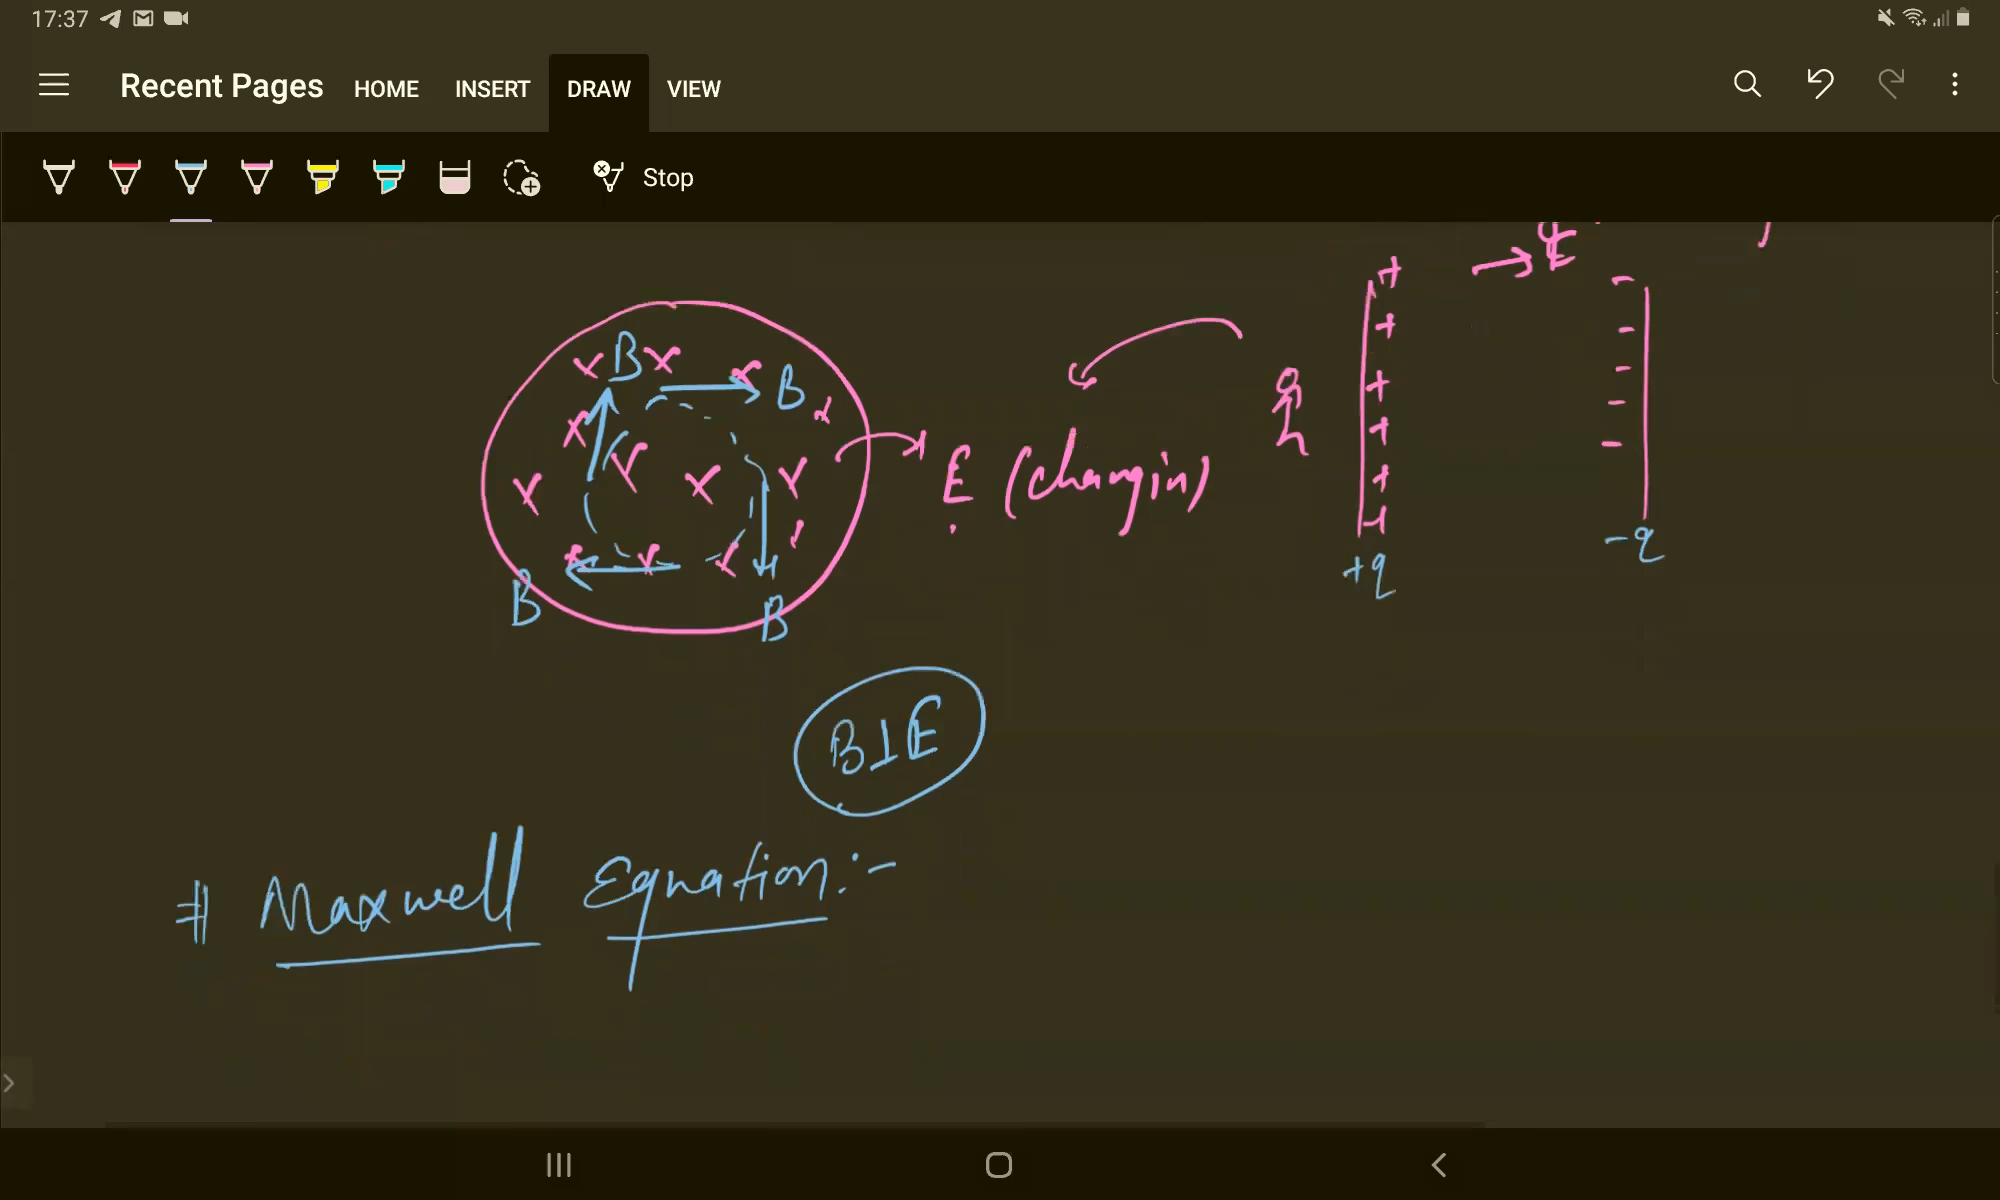 17:37
Recent Pages HOME INSERT DRAW VIEW
Stop
→ E
+ -
+ -
x B x x B x
+ -
x + -
x x x x E (changin) -
+
x x x +
B B
+q -q
B⊥E
# Maxwell Equation:-